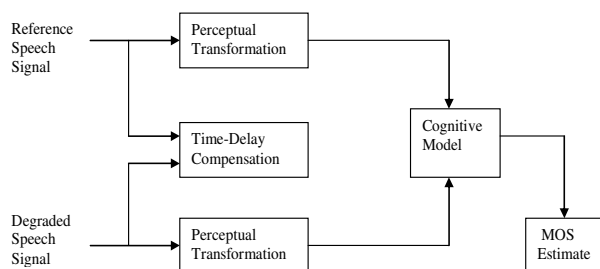 Reference
Speech
Signal
Perceptual
Transformation
Time-Delay
Compensation
Cognitive
Model
Degraded
Speech
Signal
Perceptual
Transformation
MOS
Estimate